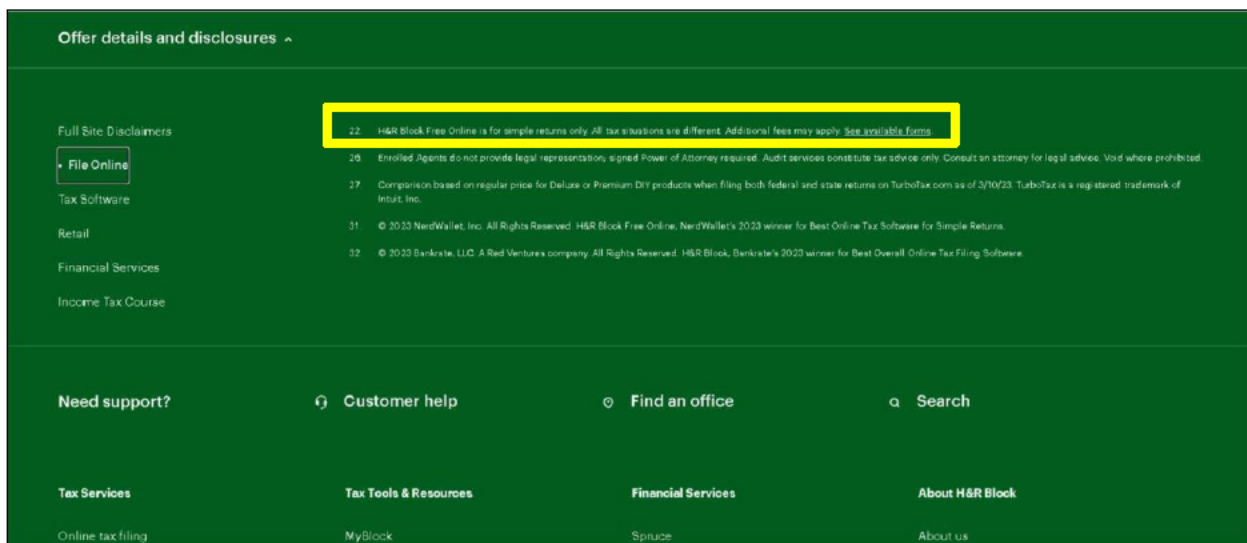 Offer details and disclosures
Full Site Disclaimers
• File Online
Tax Software
Retail
Financial Services
Income Tax Course
22. H&R Block Free Online is for simple returns only. All tax situations are different. Additional fees may apply. See available forms.
26. Enrolled Agents do not provide legal representation; signed Power of Attorney required. Audit services constitute tax advice only. Consult an attorney for legal advice. Void where prohibited.
27. Comparison based on regular price for Deluxe or Premium DIY products when filing both federal and state returns on TurboTax.com as of 3/10/23. TurboTax is a registered trademark of
Intuit, Inc.
31. © 2023 NerdWallet, Inc. All Rights Reserved. H&R Block Free Online, NerdWallet's 2023 winner for Best Online Tax Software for Simple Returns.
32. © 2023 Bankrate, LLC. A Red Ventures company. All Rights Reserved. H&R Block, Bankrate's 2023 winner for Best Overall Online Tax Filing Software.
Need support?
Customer help
Find an office
Search
Tax Services
Online tax filing
Tax Tools & Resources
MyBlock
Financial Services
Spruce
About H&R Block
About us